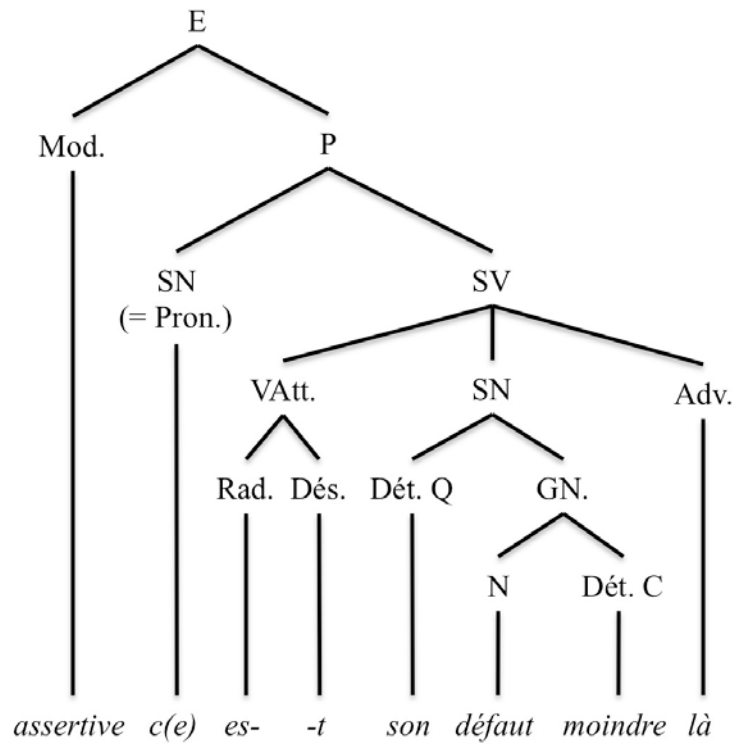 E
Mod. P
SN SV
(= Pron.)
VAtt. SN Adv.
Rad. Dés. Dét. Q GN.
N Dét. C
assertive c(e) es- -t son défaut moindre là